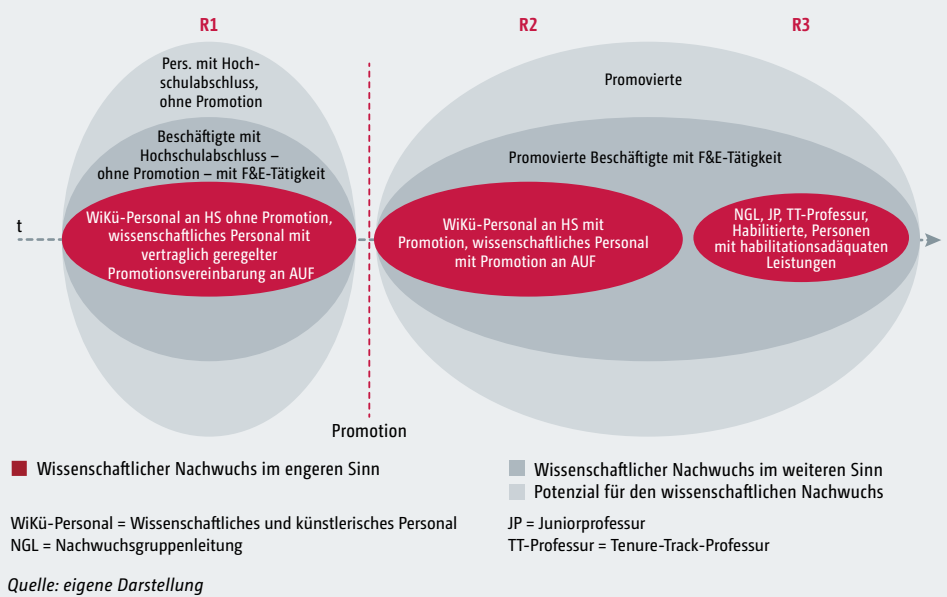 R1
R2
R3
Pers. mit Hoch-
schulabschluss,
ohne Promotion
Promovierte
Beschäftigte mit
Hochschulabschluss –
ohne Promotion – mit F&E-Tätigkeit
Promovierte Beschäftigte mit F&E-Tätigkeit
t
WiKü-Personal an HS ohne Promotion,
wissenschaftliches Personal mit
vertraglich geregelter
Promotionsvereinbarung an AUF
WiKü-Personal an HS mit
Promotion, wissenschaftliches Personal
mit Promotion an AUF
NGL, JP, TT-Professur,
Habilitierte, Personen
mit habilitationsadäquaten
Leistungen
Promotion
Wissenschaftlicher Nachwuchs im engeren Sinn
Wissenschaftlicher Nachwuchs im weiteren Sinn
Potenzial für den wissenschaftlichen Nachwuchs
WiKü-Personal = Wissenschaftliches und künstlerisches Personal
NGL = Nachwuchsgruppenleitung
JP = Juniorprofessur
TT-Professur = Tenure-Track-Professur
Quelle: eigene Darstellung